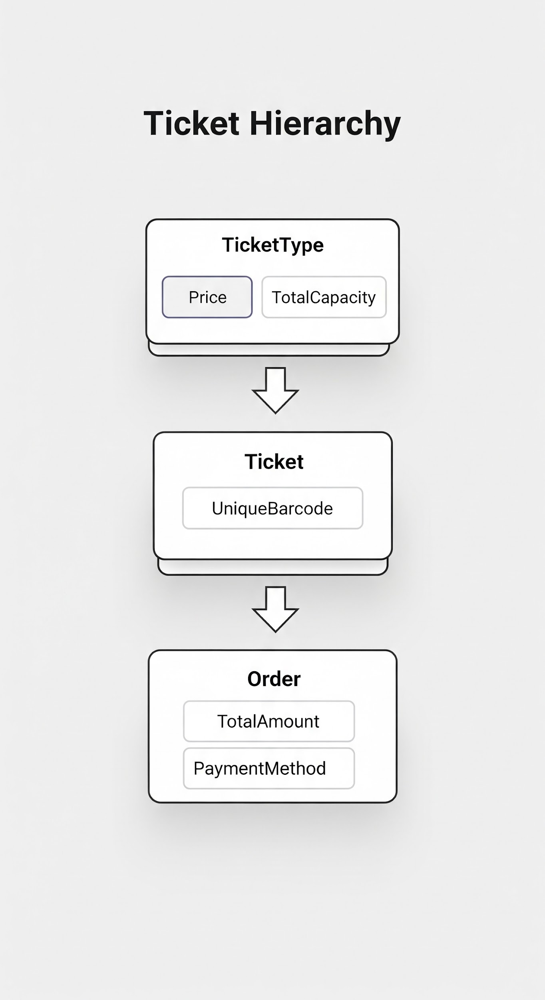 Ticket Hierarchy
TicketType
Price TotalCapacity
Ticket
UniqueBarcode
Order
TotalAmount
PaymentMethod